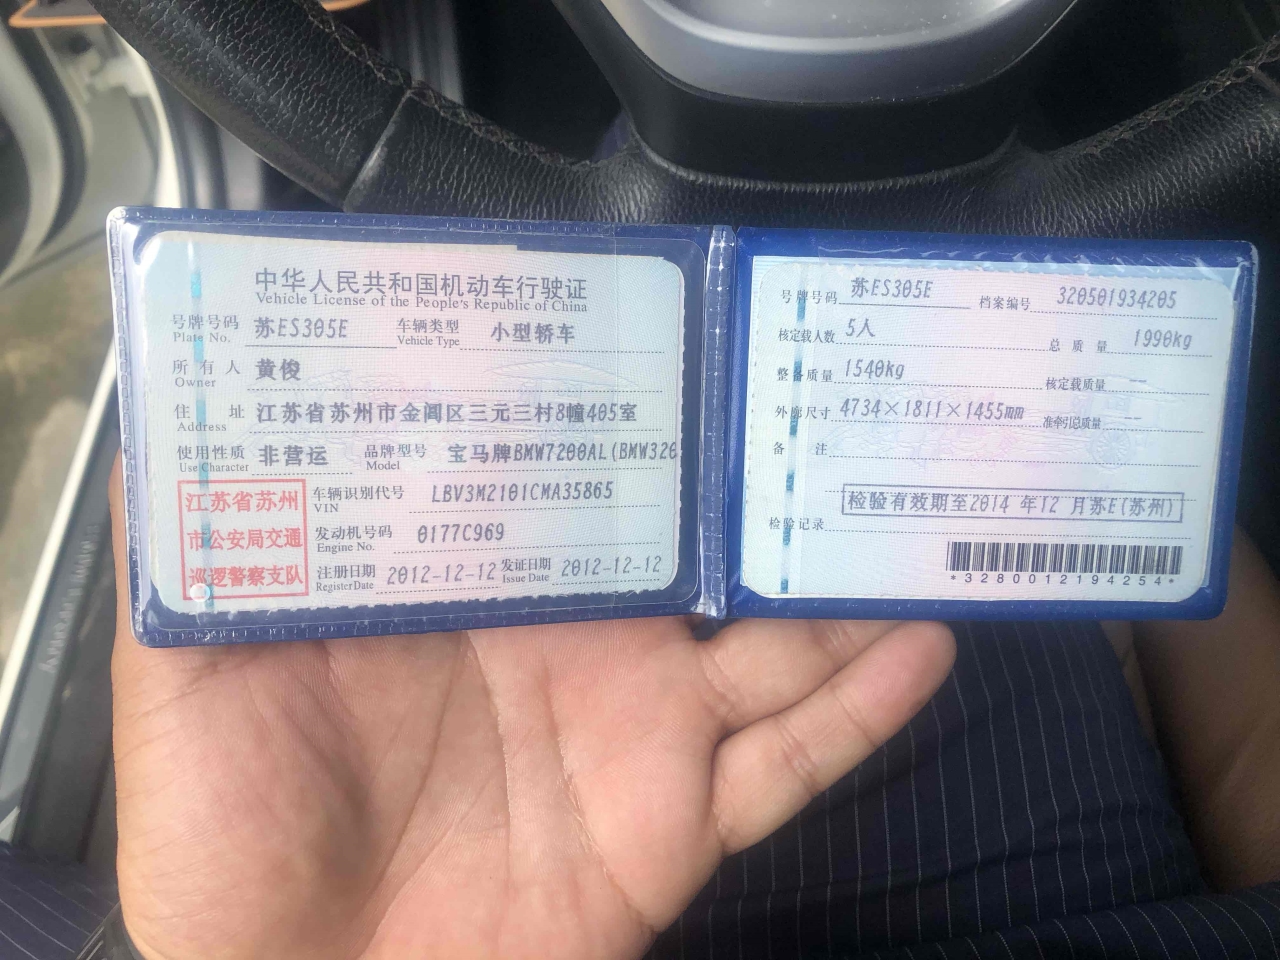 中华人民共和国机动车行驶证
Vehicle License of the People's Republic of China
号牌号码 苏ES305E 车辆类型 小型轿车
Plate No. Vehicle Type
所有人 黄俊
Owner
住址 江苏省苏州市金阊区三元三村8幢405室
Address
使用性质 非营运 品牌型号 宝马牌BMW7200AL(BMW328
Use Character Model
江苏省苏州
市公安局交通
巡逻警察支队
车辆识别代号 LBV3M2101CMA35865
VIN
发动机号码 0177C969
Engine No.
注册日期 2012-12-12 发证日期 2012-12-12
Register Date Issue Date
号牌号码 苏ES305E 档案编号 320501934205
核定载人数 5人 总质量 1990kg
整备质量 1540kg 核定载质量 --
外廓尺寸 4734×1811×1455mm 准牵引总质量 --
备注
检验有效期至2014 年12 月苏E(苏州)
检验记录
*3280012194254*